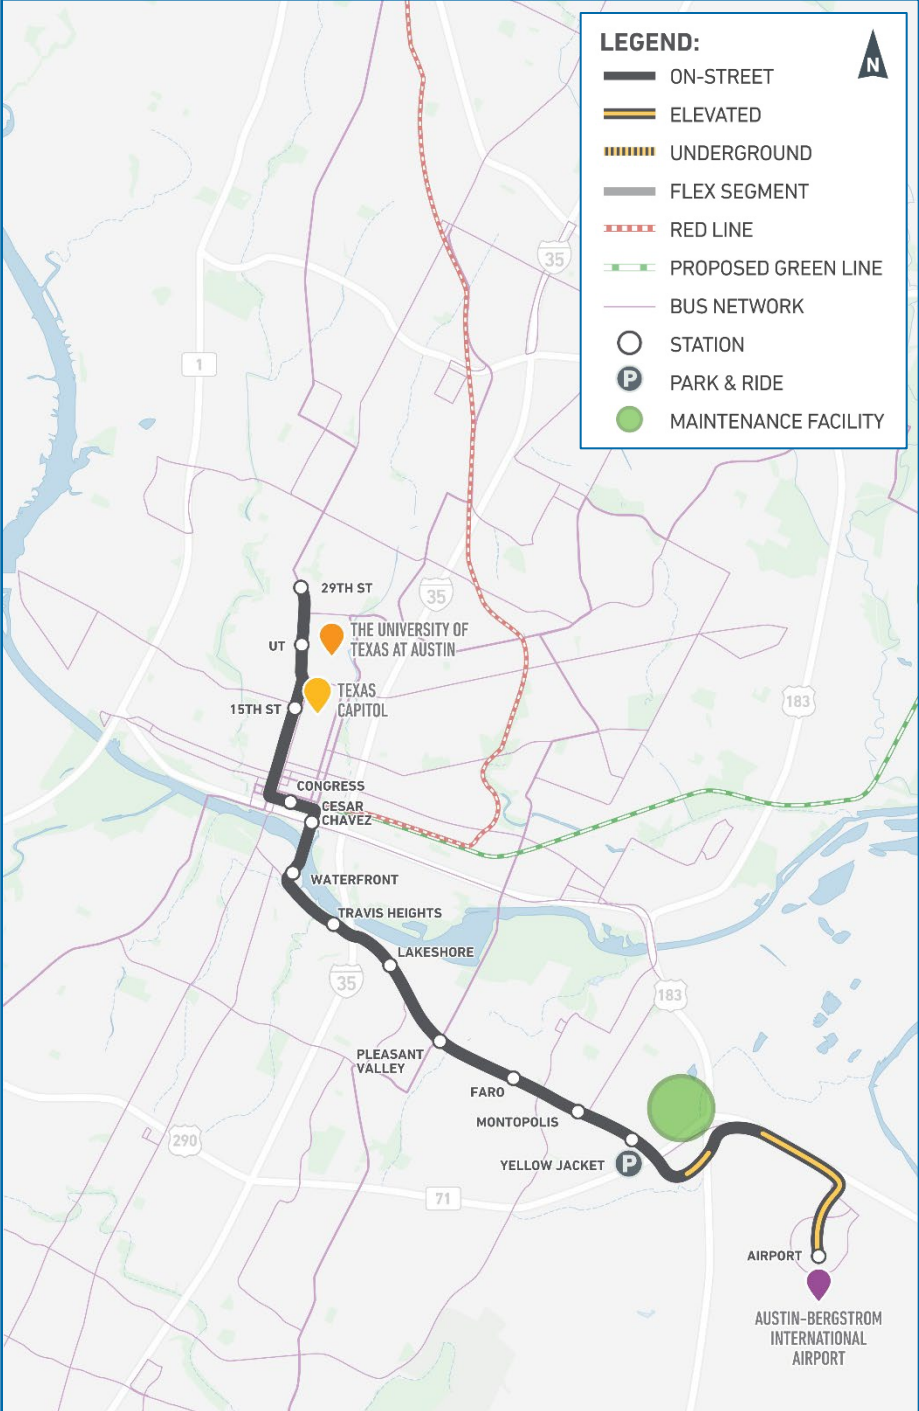 LEGEND:
N
ON-STREET
ELEVATED
UNDERGROUND
FLEX SEGMENT
RED LINE
PROPOSED GREEN LINE
BUS NETWORK
STATION
P
PARK & RIDE
MAINTENANCE FACILITY
35
1
29TH ST
35
THE UNIVERSITY OF
TEXAS AT AUSTIN
UT
TEXAS
CAPITOL
15TH ST
183
CONGRESS
CESAR
CHAVEZ
WATERFRONT
TRAVIS HEIGHTS
LAKESHORE
35
183
PLEASANT
VALLEY
FARO
MONTOPOLIS
290
YELLOW JACKET
P
71
AIRPORT
AUSTIN-BERGSTROM
INTERNATIONAL
AIRPORT